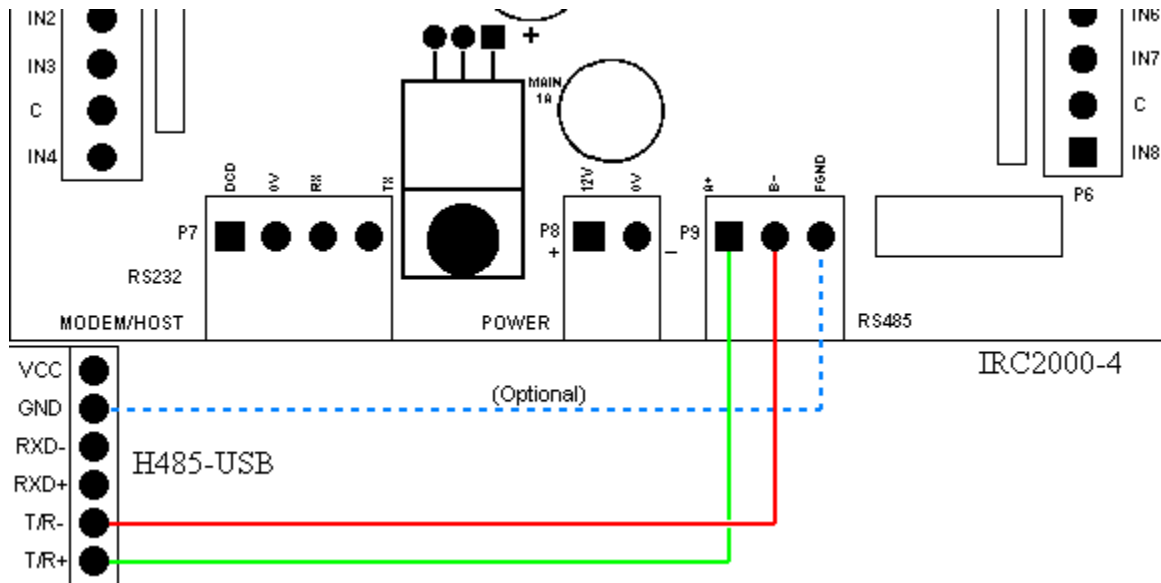 IN2
IN3
C
IN4
+
MAIN
1A
IN6
IN7
C
IN8
P6
DCD 0V RX TX
12V 0V
A+ B- FGND
P7
P8
+
−
P9
RS232
MODEM/HOST
POWER
RS485
IRC2000-4
VCC
GND
(Optional)
RXD-
RXD+
H485-USB
T/R-
T/R+